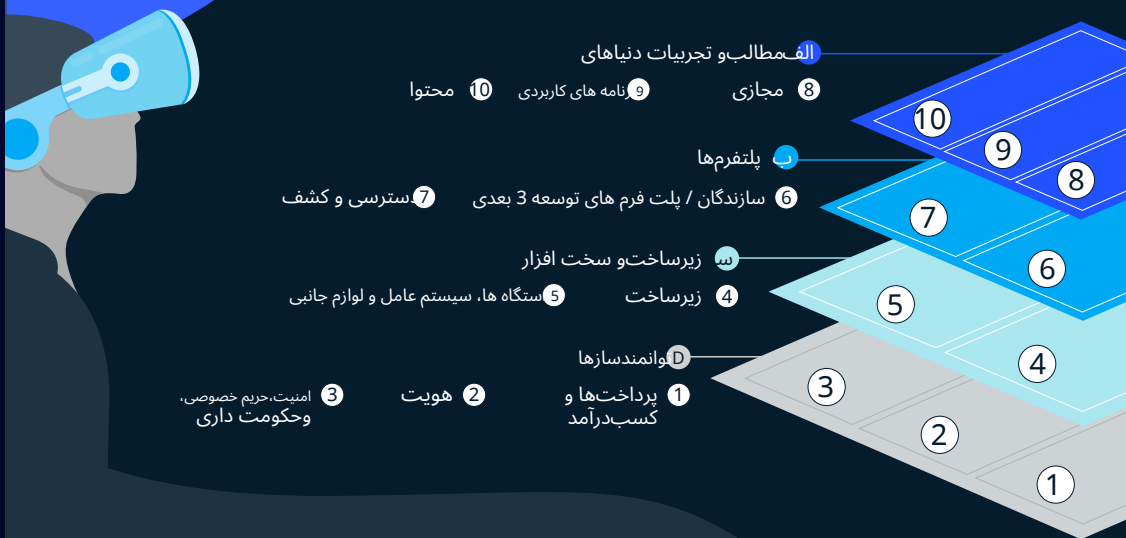 الف مطالب و تجربیات دنیاهای
8 مجازی 9 رنامه های کاربردی 10 محتوا
ب پلتفرم‌ها
6 سازندگان / پلت فرم های توسعه 3 بعدی 7 دسترسی و کشف
س زیرساخت و سخت افزار
4 زیرساخت 5 ستگاه ها، سیستم عامل و لوازم جانبی
D توانمندسازها
1 پرداخت‌ها و 2 هویت 3 امنیت،حریم خصوصی،
کسب‌درآمد وحکومت داری
10
9
8
7
6
5
4
3
2
1